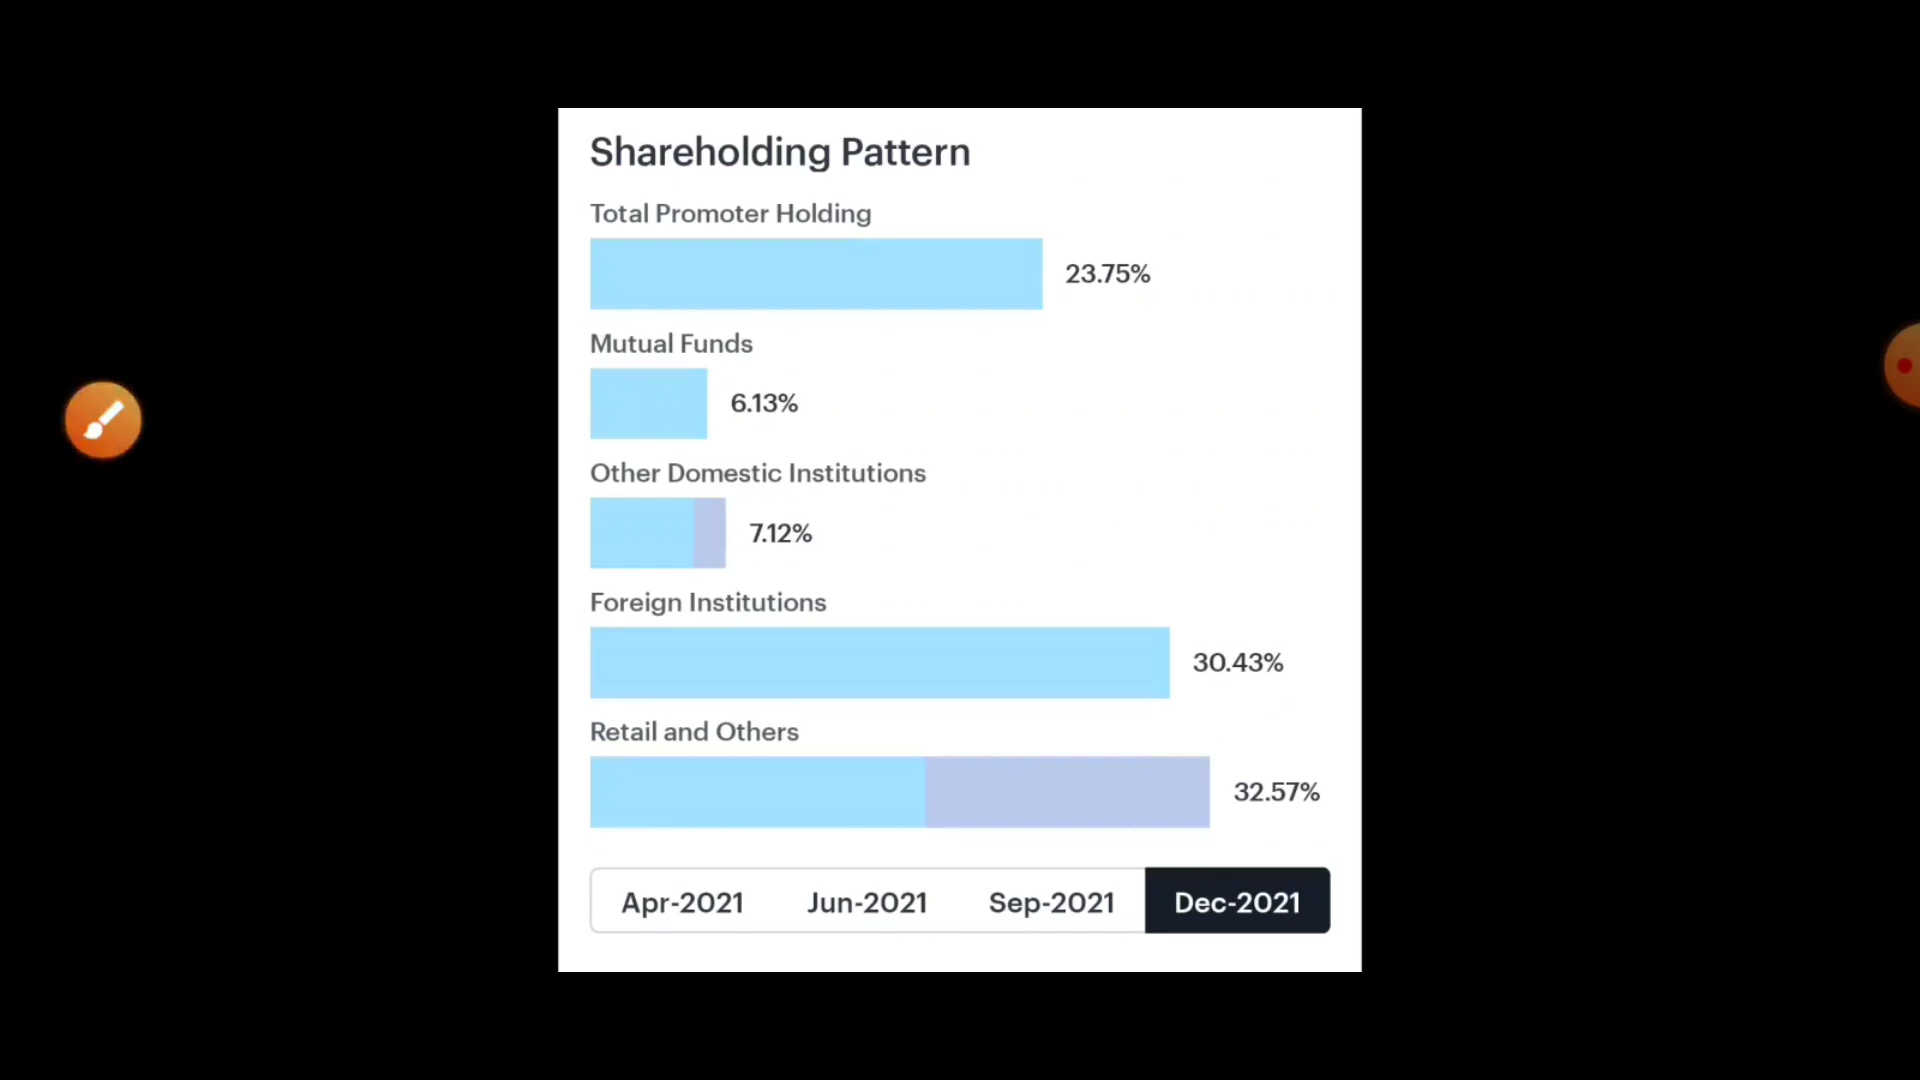 Shareholding Pattern
Total Promoter Holding
23.75%
Mutual Funds
6.13%
Other Domestic Institutions
7.12%
Foreign Institutions
30.43%
Retail and Others
32.57%
Apr-2021 Jun-2021 Sep-2021 Dec-2021